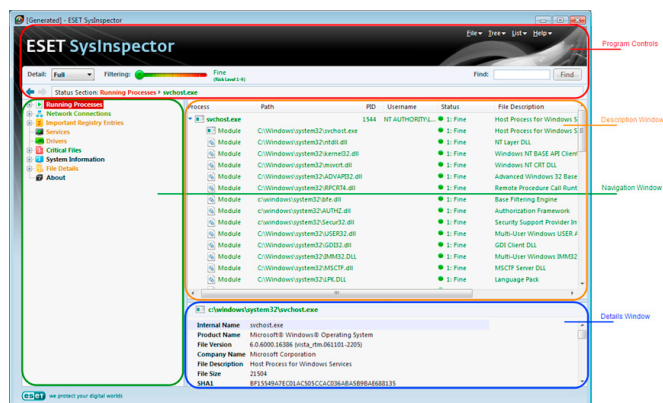 [Generated] - ESET SysInspector
ESET SysInspector
File Tree List Help
Program Controls
Detail: Full Filtering: Fine (Risk Level 1-9) Find: Find
Status Section: Running Processes svchost.exe
Running Processes
Network Connections
Important Registry Entries
Services
Drivers
Critical Files
System Information
File Details
About
Process Path PID Username Status File Description
svchost.exe 1544 NT AUTHORITY\L... 1: Fine Host Process for Windows S
Module C:\Windows\system32\svchost.exe 1: Fine Host Process for Windows S
Module C:\Windows\system32\ntdll.dll 1: Fine NT Layer DLL
Module C:\Windows\system32\kernel32.dll 1: Fine Windows NT BASE API Client
Module C:\Windows\system32\msvcrt.dll 1: Fine Windows NT CRT DLL
Module C:\Windows\system32\ADVAPI32.dll 1: Fine Advanced Windows 32 Base
Module C:\Windows\system32\RPCRT4.dll 1: Fine Remote Procedure Call Runt
Module c:\windows\system32\bfe.dll 1: Fine Base Filtering Engine
Module c:\windows\system32\AUTHZ.dll 1: Fine Authorization Framework
Module C:\Windows\system32\Secur32.dll 1: Fine Security Support Provider In
Module C:\Windows\system32\USER32.dll 1: Fine Multi-User Windows USER A
Module C:\Windows\system32\GDI32.dll 1: Fine GDI Client DLL
Module C:\Windows\system32\IMM32.DLL 1: Fine Multi-User Windows IMM32
Module C:\Windows\system32\MSCTF.dll 1: Fine MSCTF Server DLL
Module C:\Windows\system32\LPK.DLL 1: Fine Language Pack
Description Window
Navigation Window
c:\windows\system32\svchost.exe
Internal Name svchost.exe
Product Name Microsoft® Windows® Operating System
File Version 6.0.6000.16386 (vista_rtm.061101-2205)
Company Name Microsoft Corporation
File Description Host Process for Windows Services
File Size 21504
SHA1
Details Window
eset we protect your digital worlds